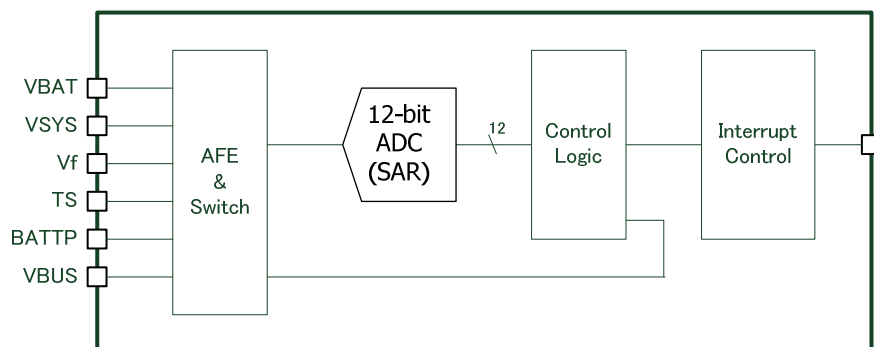 VBAT
VSYS
Vf
TS
BATTP
VBUS
AFE
&
Switch
12-bit
ADC
(SAR)
12
Control
Logic
Interrupt
Control